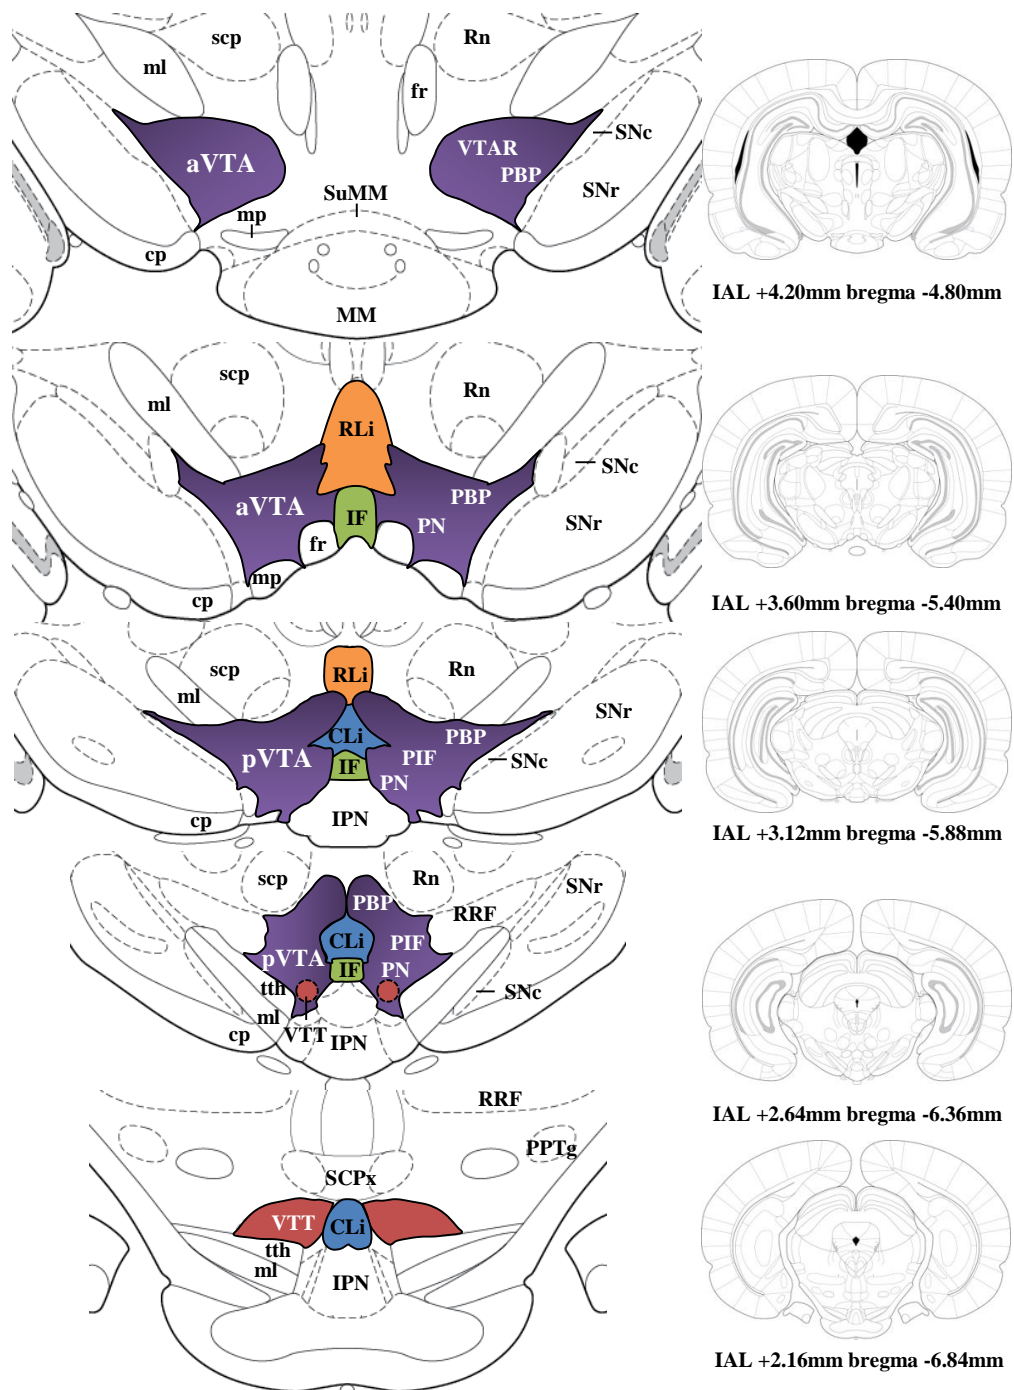 scp
Rn
ml
fr
SNc
aVTA
VTAR
PBP
SNr
SuMM
mp
cp
MM
IAL +4.20mm bregma -4.80mm
scp
Rn
ml
RLi
SNc
aVTA
PBP
IF
PN
SNr
fr
mp
cp
IAL +3.60mm bregma -5.40mm
scp
RLi
Rn
ml
SNr
CLi
PBP
pVTA
PIF
SNc
IF
PN
cp
IPN
IAL +3.12mm bregma -5.88mm
scp
Rn
SNr
PBP
RRF
CLi
PIF
pVTA
IF
PN
tth
SNc
ml
cp
VTT
IPN
IAL +2.64mm bregma -6.36mm
RRF
PPTg
SCPx
VTT
CLi
tth
ml
IPN
IAL +2.16mm bregma -6.84mm